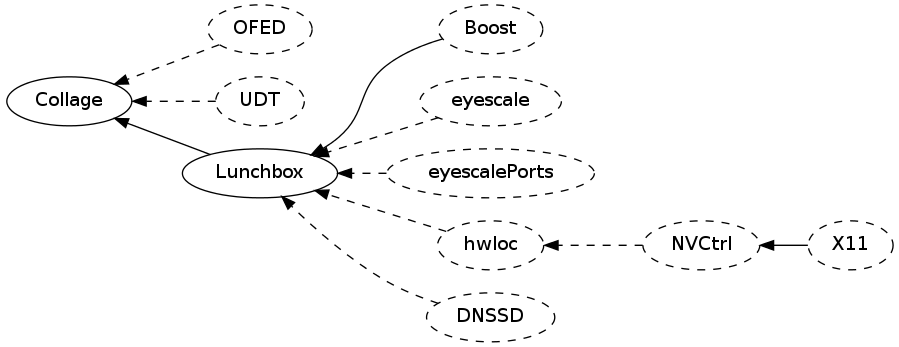 OFED
Boost
Collage
UDT
eyescale
Lunchbox
eyescalePorts
hwloc
NVCtrl
X11
DNSSD